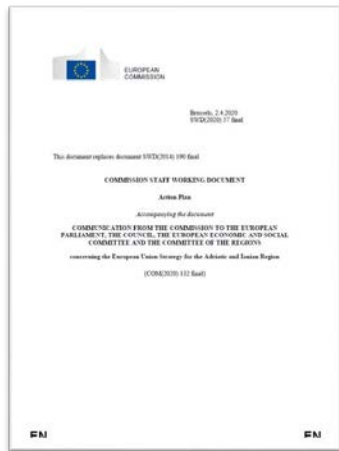 EUROPEAN
COMMISSION
Brussels, 2.4.2020
SWD(2020) 57 final
This document replaces document SWD(2014) 190 final
COMMISSION STAFF WORKING DOCUMENT
Action Plan
Accompanying the document
COMMUNICATION FROM THE COMMISSION TO THE EUROPEAN
PARLIAMENT, THE COUNCIL, THE EUROPEAN ECONOMIC AND SOCIAL
COMMITTEE AND THE COMMITTEE OF THE REGIONS
concerning the European Union Strategy for the Adriatic and Ionian Region
{COM(2020) 132 final}
EN
EN